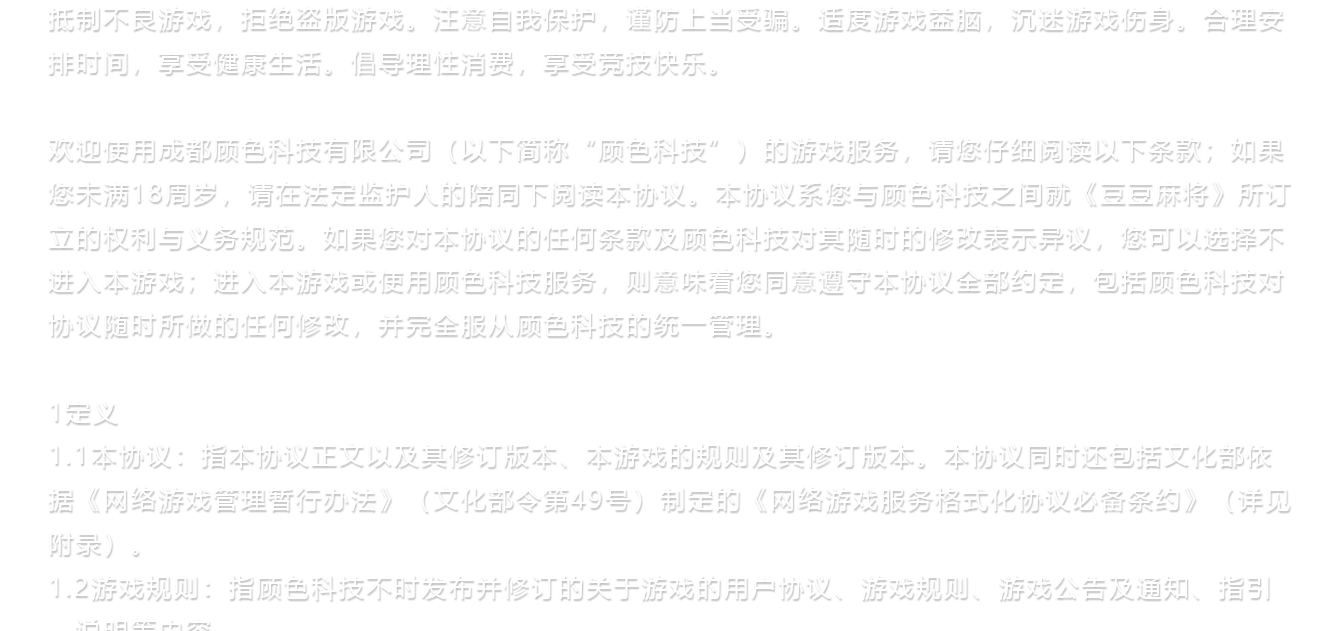 抵制不良游戏，拒绝盗版游戏。注意自我保护，谨防上当受骗。适度游戏益脑，沉迷游戏伤身。合理安
排时间，享受健康生活。倡导理性消费，享受竞技快乐。
欢迎使用成都顾色科技有限公司（以下简称“顾色科技”）的游戏服务，请您仔细阅读以下条款；如果
您未满18周岁，请在法定监护人的陪同下阅读本协议。本协议系您与顾色科技之间就《豆豆麻将》所订
立的权利与义务规范。如果您对本协议的任何条款及顾色科技对其随时的修改表示异议，您可以选择不
进入本游戏；进入本游戏或使用顾色科技服务，则意味着您同意遵守本协议全部约定，包括顾色科技对
协议随时所做的任何修改，并完全服从顾色科技的统一管理。
1定义
1.1本协议：指本协议正文以及其修订版本、本游戏的规则及其修订版本。本协议同时还包括文化部依
据《网络游戏管理暂行办法》（文化部令第49号）制定的《网络游戏服务格式化协议必备条约》（详见
附录）。
1.2游戏规则：指顾色科技不时发布并修订的关于游戏的用户协议、游戏规则、游戏公告及通知、指引
、说明等内容